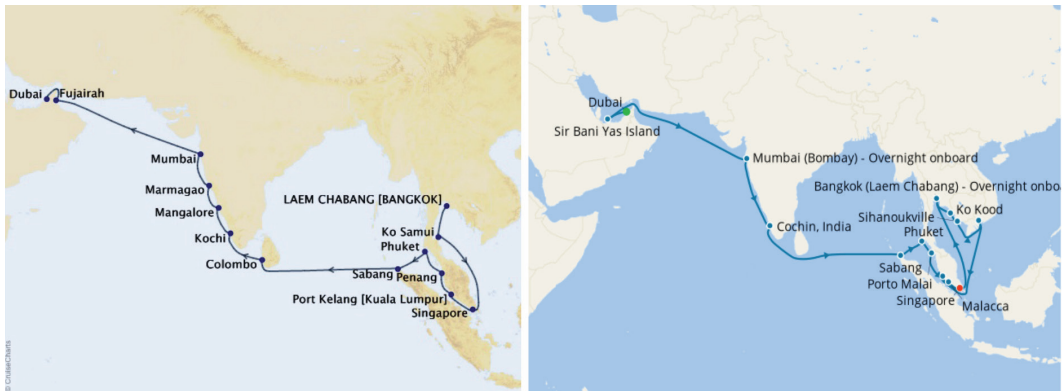 Dubai
Fujairah
Mumbai
Marmagao
Mangalore
Kochi
Colombo
LAEM CHABANG [BANGKOK]
Ko Samui
Phuket
Sabang
Penang
Port Kelang [Kuala Lumpur]
Singapore
© CruiseCharts
Dubai
Sir Bani Yas Island
Mumbai (Bombay) - Overnight onboard
Bangkok (Laem Chabang) - Overnight onbo
Ko Kood
Sihanoukville
Phuket
Cochin, India
Sabang
Porto Malai
Singapore
Malacca